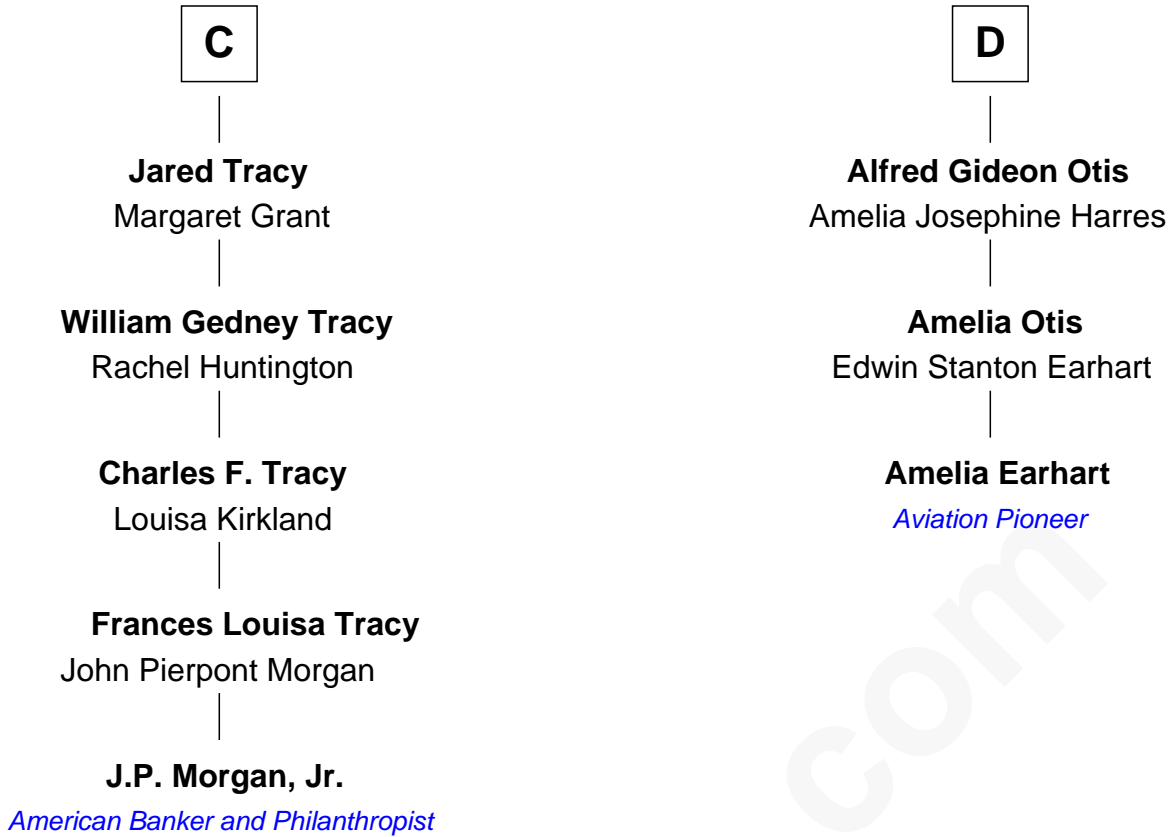 C
Jared Tracy
Margaret Grant
William Gedney Tracy
Rachel Huntington
Charles F. Tracy
Louisa Kirkland
Frances Louisa Tracy
John Pierpont Morgan
J.P. Morgan, Jr.
American Banker and Philanthropist
D
Alfred Gideon Otis
Amelia Josephine Harres
Amelia Otis
Edwin Stanton Earhart
Amelia Earhart
Aviation Pioneer
com